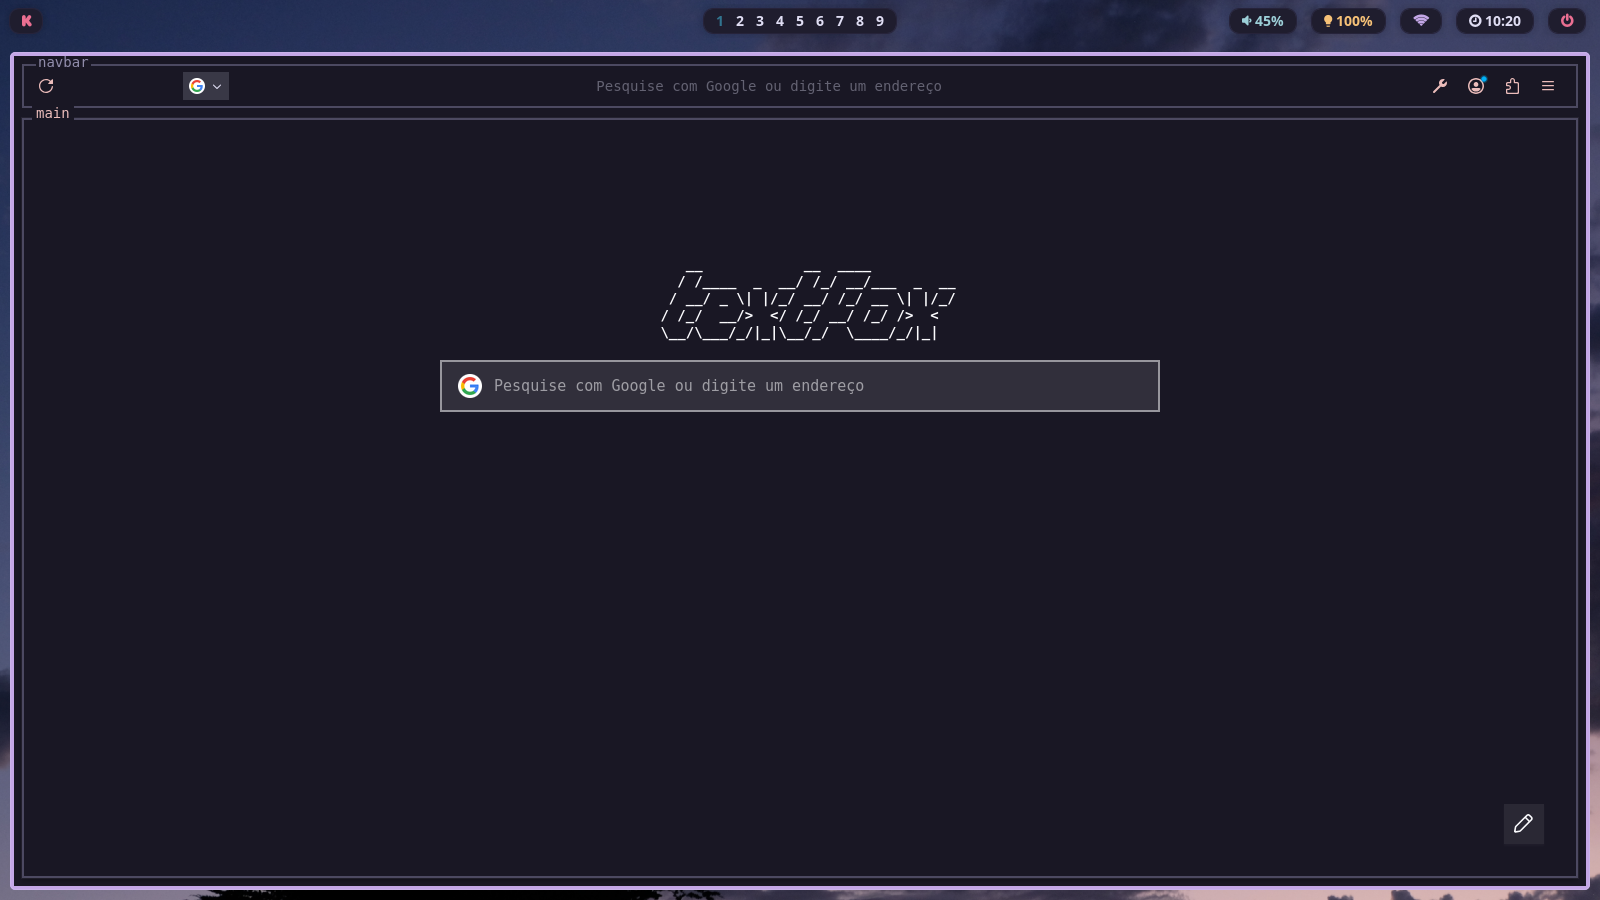 K
1 2 3 4 5 6 7 8 9
45%
100%
10:20
navbar
Pesquise com Google ou digite um endereço
main
textfox
Pesquise com Google ou digite um endereço